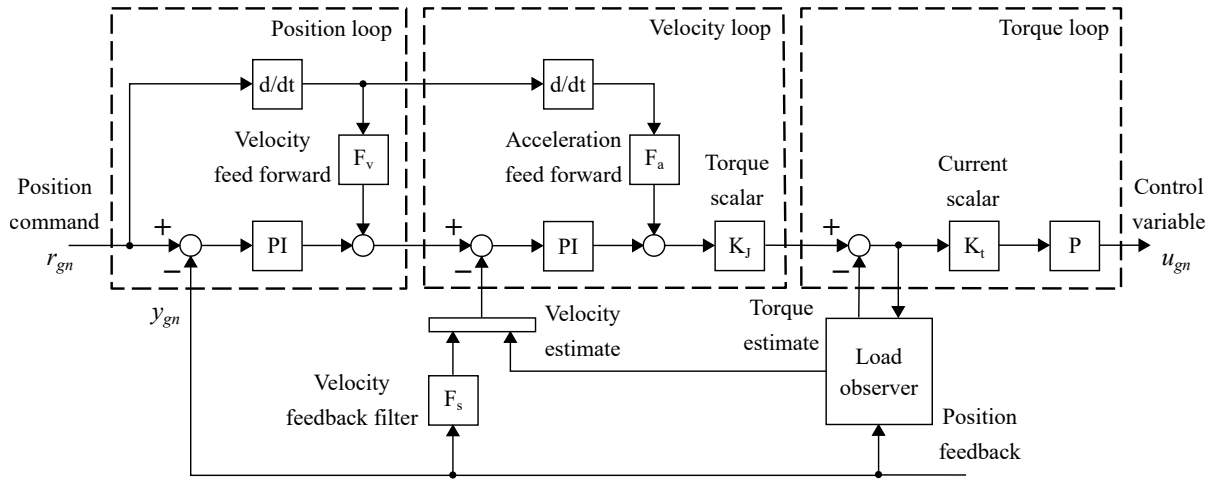 Position loop
Velocity loop
Torque loop
d/dt
d/dt
Velocity
feed forward
F_v
Acceleration
feed forward
F_a
Torque
scalar
Current
scalar
Position
command
r_gn
+
−
PI
+
−
PI
K_J
+
−
K_t
P
Control
variable
u_gn
y_gn
Velocity
estimate
Torque
estimate
Load
observer
Velocity
feedback filter
F_s
Position
feedback